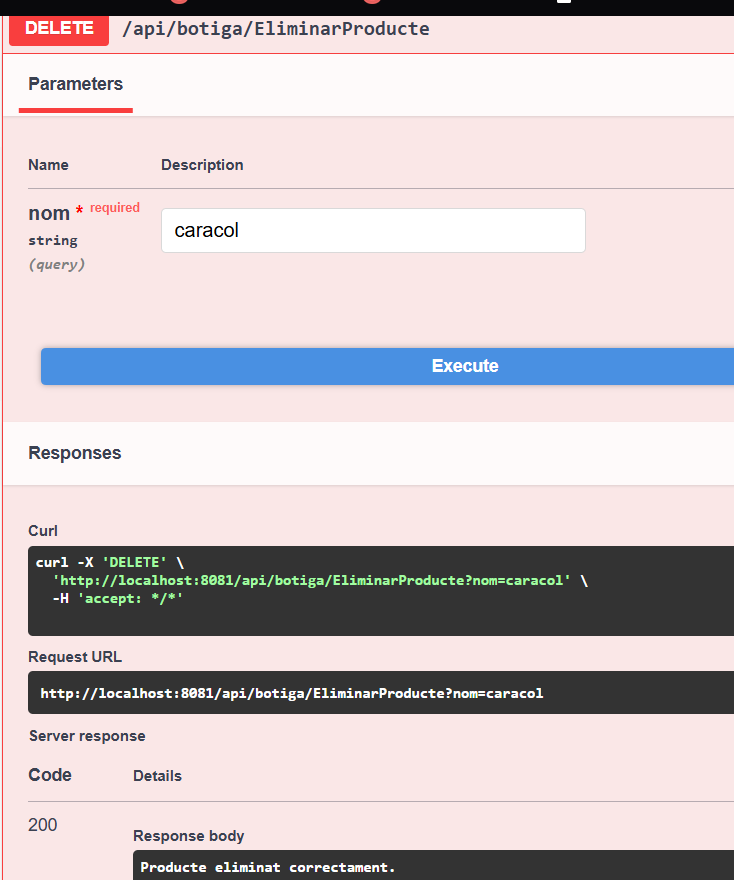 DELETE /api/botiga/EliminarProducte
Parameters
Name Description
nom * required
string
(query)
caracol
Execute
Responses
Curl
curl -X 'DELETE' \
'http://localhost:8081/api/botiga/EliminarProducte?nom=caracol' \
-H 'accept: */*'
Request URL
http://localhost:8081/api/botiga/EliminarProducte?nom=caracol
Server response
Code Details
200
Response body
Producte eliminat correctament.